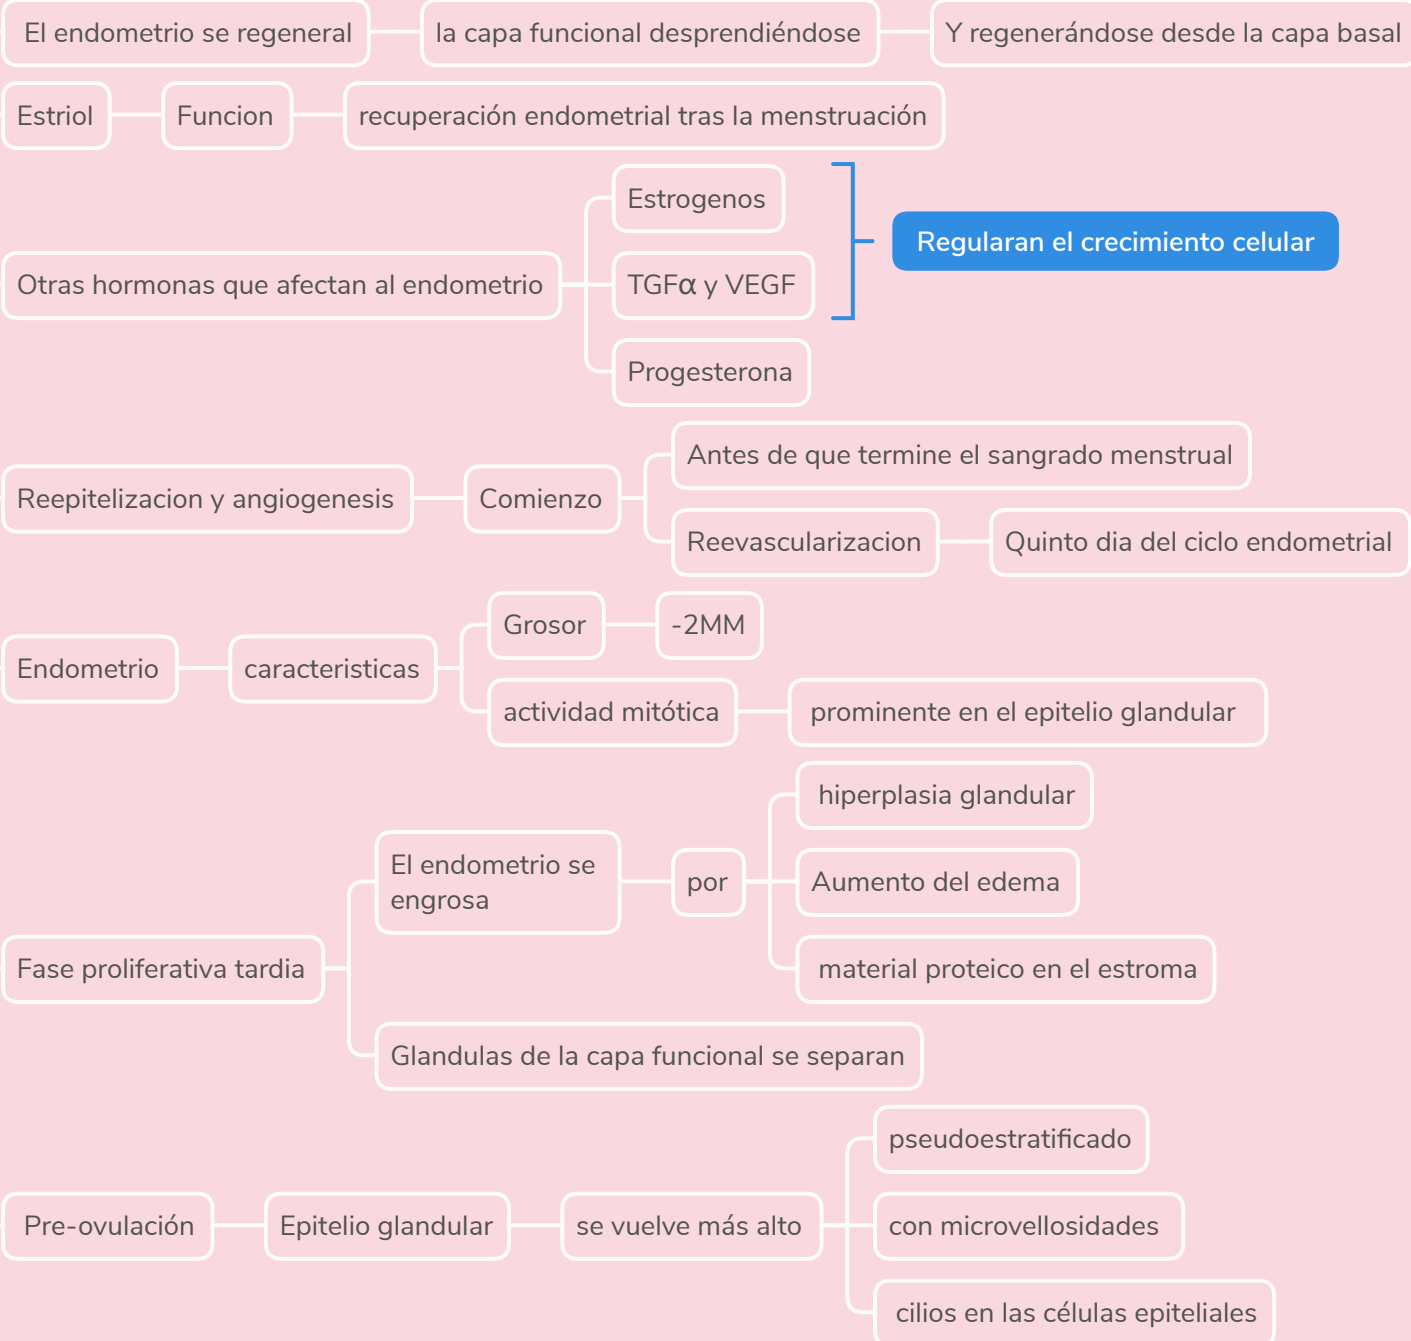 El endometrio se regeneral
la capa funcional desprendiéndose
Y regenerándose desde la capa basal
Estriol
Funcion
recuperación endometrial tras la menstruación
Otras hormonas que afectan al endometrio
Estrogenos
TGFα y VEGF
Progesterona
Regularan el crecimiento celular
Reepitelizacion y angiogenesis
Comienzo
Antes de que termine el sangrado menstrual
Reevascularizacion
Quinto dia del ciclo endometrial
Endometrio
caracteristicas
Grosor
-2MM
actividad mitótica
prominente en el epitelio glandular
Fase proliferativa tardia
El endometrio se
engrosa
por
hiperplasia glandular
Aumento del edema
material proteico en el estroma
Glandulas de la capa funcional se separan
Pre-ovulación
Epitelio glandular
se vuelve más alto
pseudoestratificado
con microvellosidades
cilios en las células epiteliales